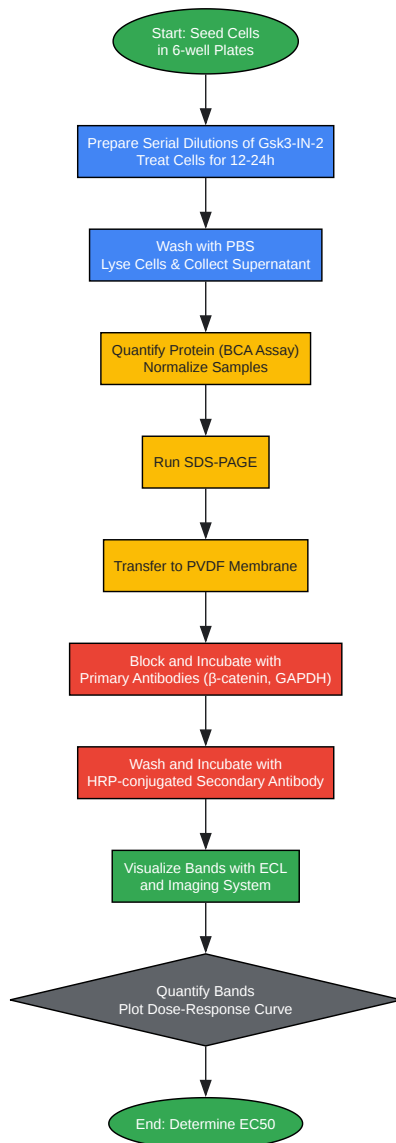 Start: Seed Cells
in 6-well Plates
Prepare Serial Dilutions of Gsk3-IN-2
Treat Cells for 12-24h
Wash with PBS
Lyse Cells & Collect Supernatant
Quantify Protein (BCA Assay)
Normalize Samples
Run SDS-PAGE
Transfer to PVDF Membrane
Block and Incubate with
Primary Antibodies (β-catenin, GAPDH)
Wash and Incubate with
HRP-conjugated Secondary Antibody
Visualize Bands with ECL
and Imaging System
Quantify Bands
Plot Dose-Response Curve
End: Determine EC50